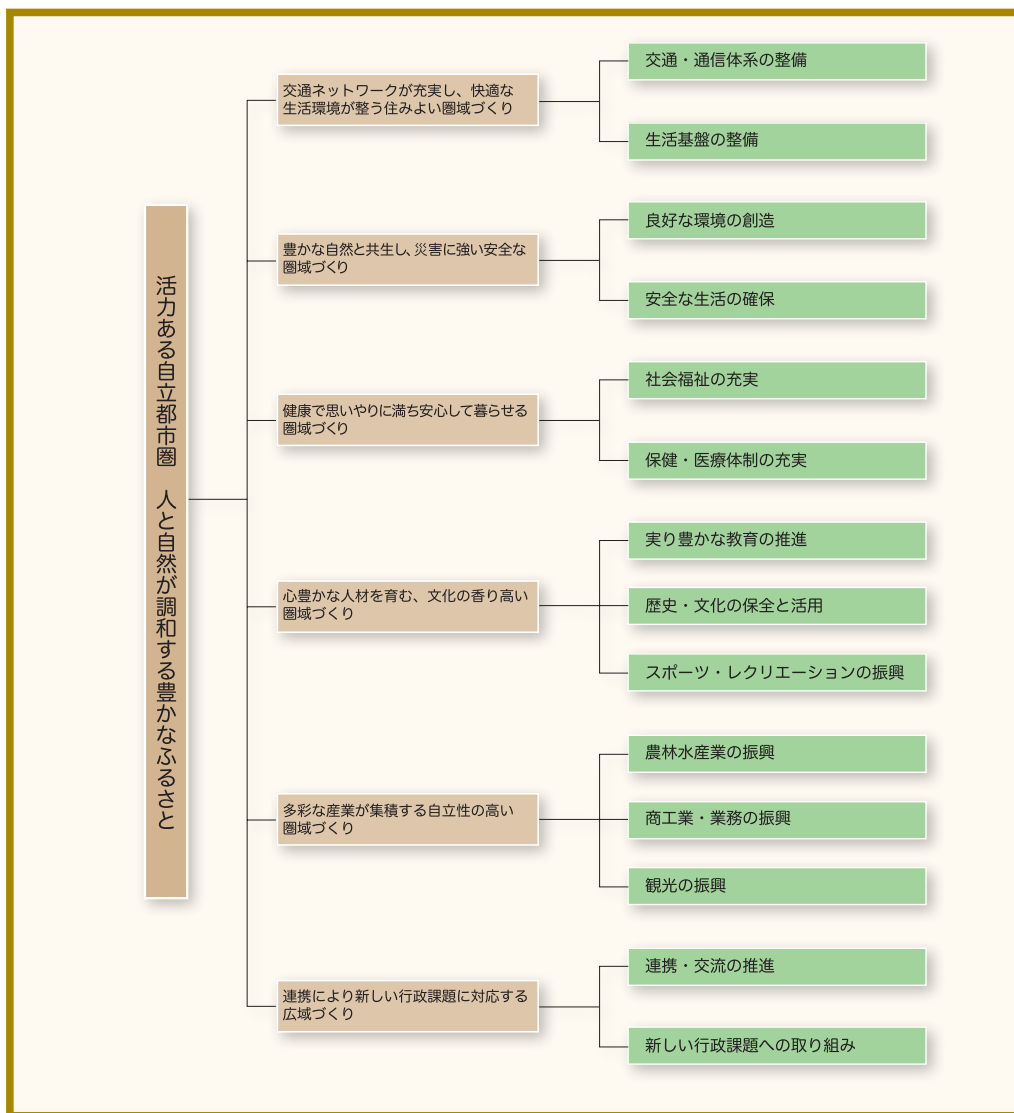 活力ある自立都市圏　人と自然が調和する豊かなふるさと
交通ネットワークが充実し、快適な
生活環境が整う住みよい圏域づくり
交通・通信体系の整備
生活基盤の整備
豊かな自然と共生し、災害に強い安全な
圏域づくり
良好な環境の創造
安全な生活の確保
健康で思いやりに満ち安心して暮らせる
圏域づくり
社会福祉の充実
保健・医療体制の充実
心豊かな人材を育む、文化の香り高い
圏域づくり
実り豊かな教育の推進
歴史・文化の保全と活用
スポーツ・レクリエーションの振興
多彩な産業が集積する自立性の高い
圏域づくり
農林水産業の振興
商工業・業務の振興
観光の振興
連携により新しい行政課題に対応する
広域づくり
連携・交流の推進
新しい行政課題への取り組み